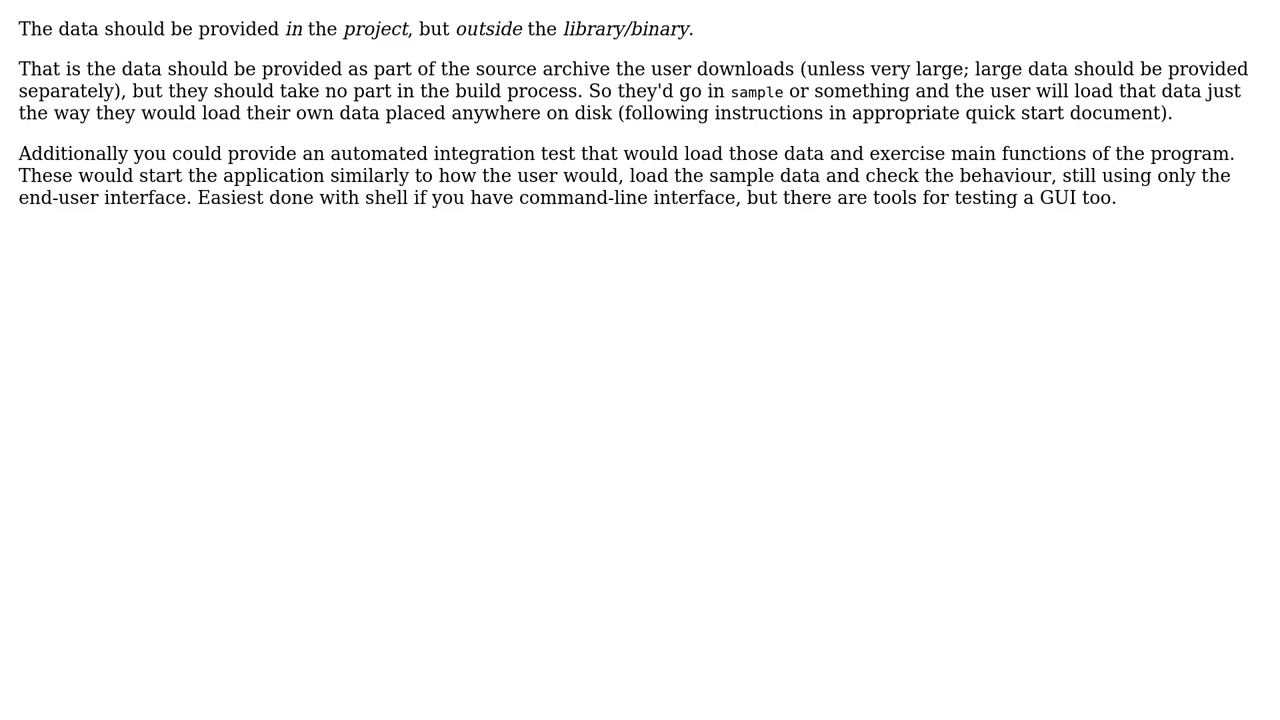 The data should be provided in the project, but outside the library/binary.
That is the data should be provided as part of the source archive the user downloads (unless very large; large data should be provided
separately), but they should take no part in the build process. So they'd go in sample or something and the user will load that data just
the way they would load their own data placed anywhere on disk (following instructions in appropriate quick start document).
Additionally you could provide an automated integration test that would load those data and exercise main functions of the program.
These would start the application similarly to how the user would, load the sample data and check the behaviour, still using only the
end-user interface. Easiest done with shell if you have command-line interface, but there are tools for testing a GUI too.